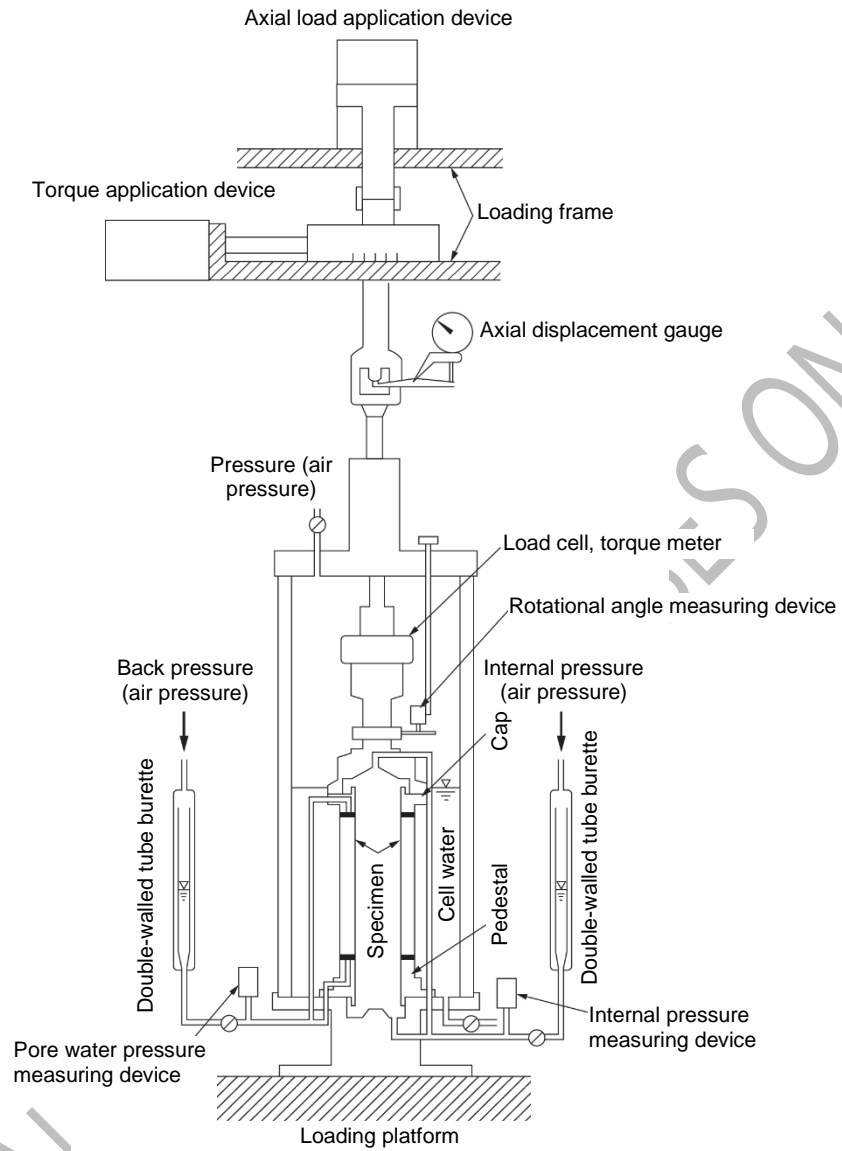 Axial load application device
Torque application device
Loading frame
Axial displacement gauge
Pressure (air
pressure)
Load cell, torque meter
Rotational angle measuring device
Back pressure
(air pressure)
Internal pressure
(air pressure)
Cap
Double-walled tube burette
Specimen
Cell water
Pedestal
Double-walled tube burette
Pore water pressure
measuring device
Internal pressure
measuring device
Loading platform